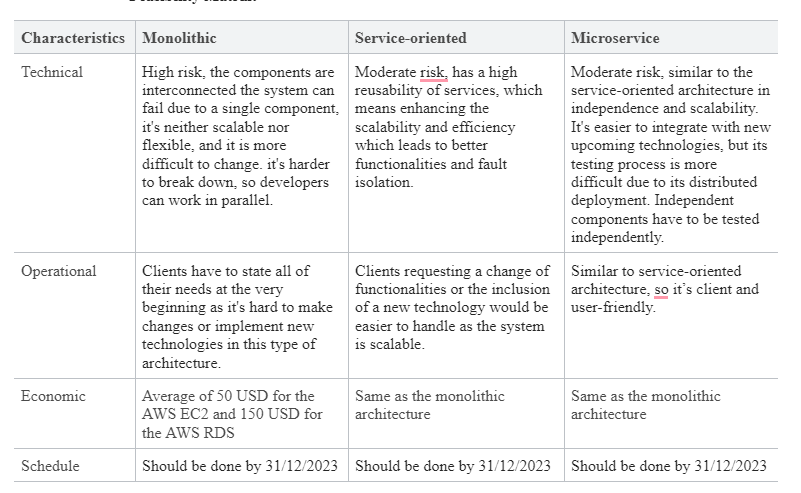 Characteristics Monolithic Service-oriented Microservice
Technical
High risk, the components are
interconnected the system can
fail due to a single component,
it's neither scalable nor
flexible, and it is more
difficult to change. it's harder
to break down, so developers
can work in parallel.
Moderate risk, has a high
reusability of services, which
means enhancing the
scalability and efficiency
which leads to better
functionalities and fault
isolation.
Moderate risk, similar to the
service-oriented architecture in
independence and scalability.
It's easier to integrate with new
upcoming technologies, but its
testing process is more
difficult due to its distributed
deployment. Independent
components have to be tested
independently.
Operational
Clients have to state all of
their needs at the very
beginning as it's hard to make
changes or implement new
technologies in this type of
architecture.
Clients requesting a change of
functionalities or the inclusion
of a new technology would be
easier to handle as the system
is scalable.
Similar to service-oriented
architecture, so it’s client and
user-friendly.
Economic
Average of 50 USD for the
AWS EC2 and 150 USD for
the AWS RDS
Same as the monolithic
architecture
Same as the monolithic
architecture
Schedule
Should be done by 31/12/2023
Should be done by 31/12/2023
Should be done by 31/12/2023